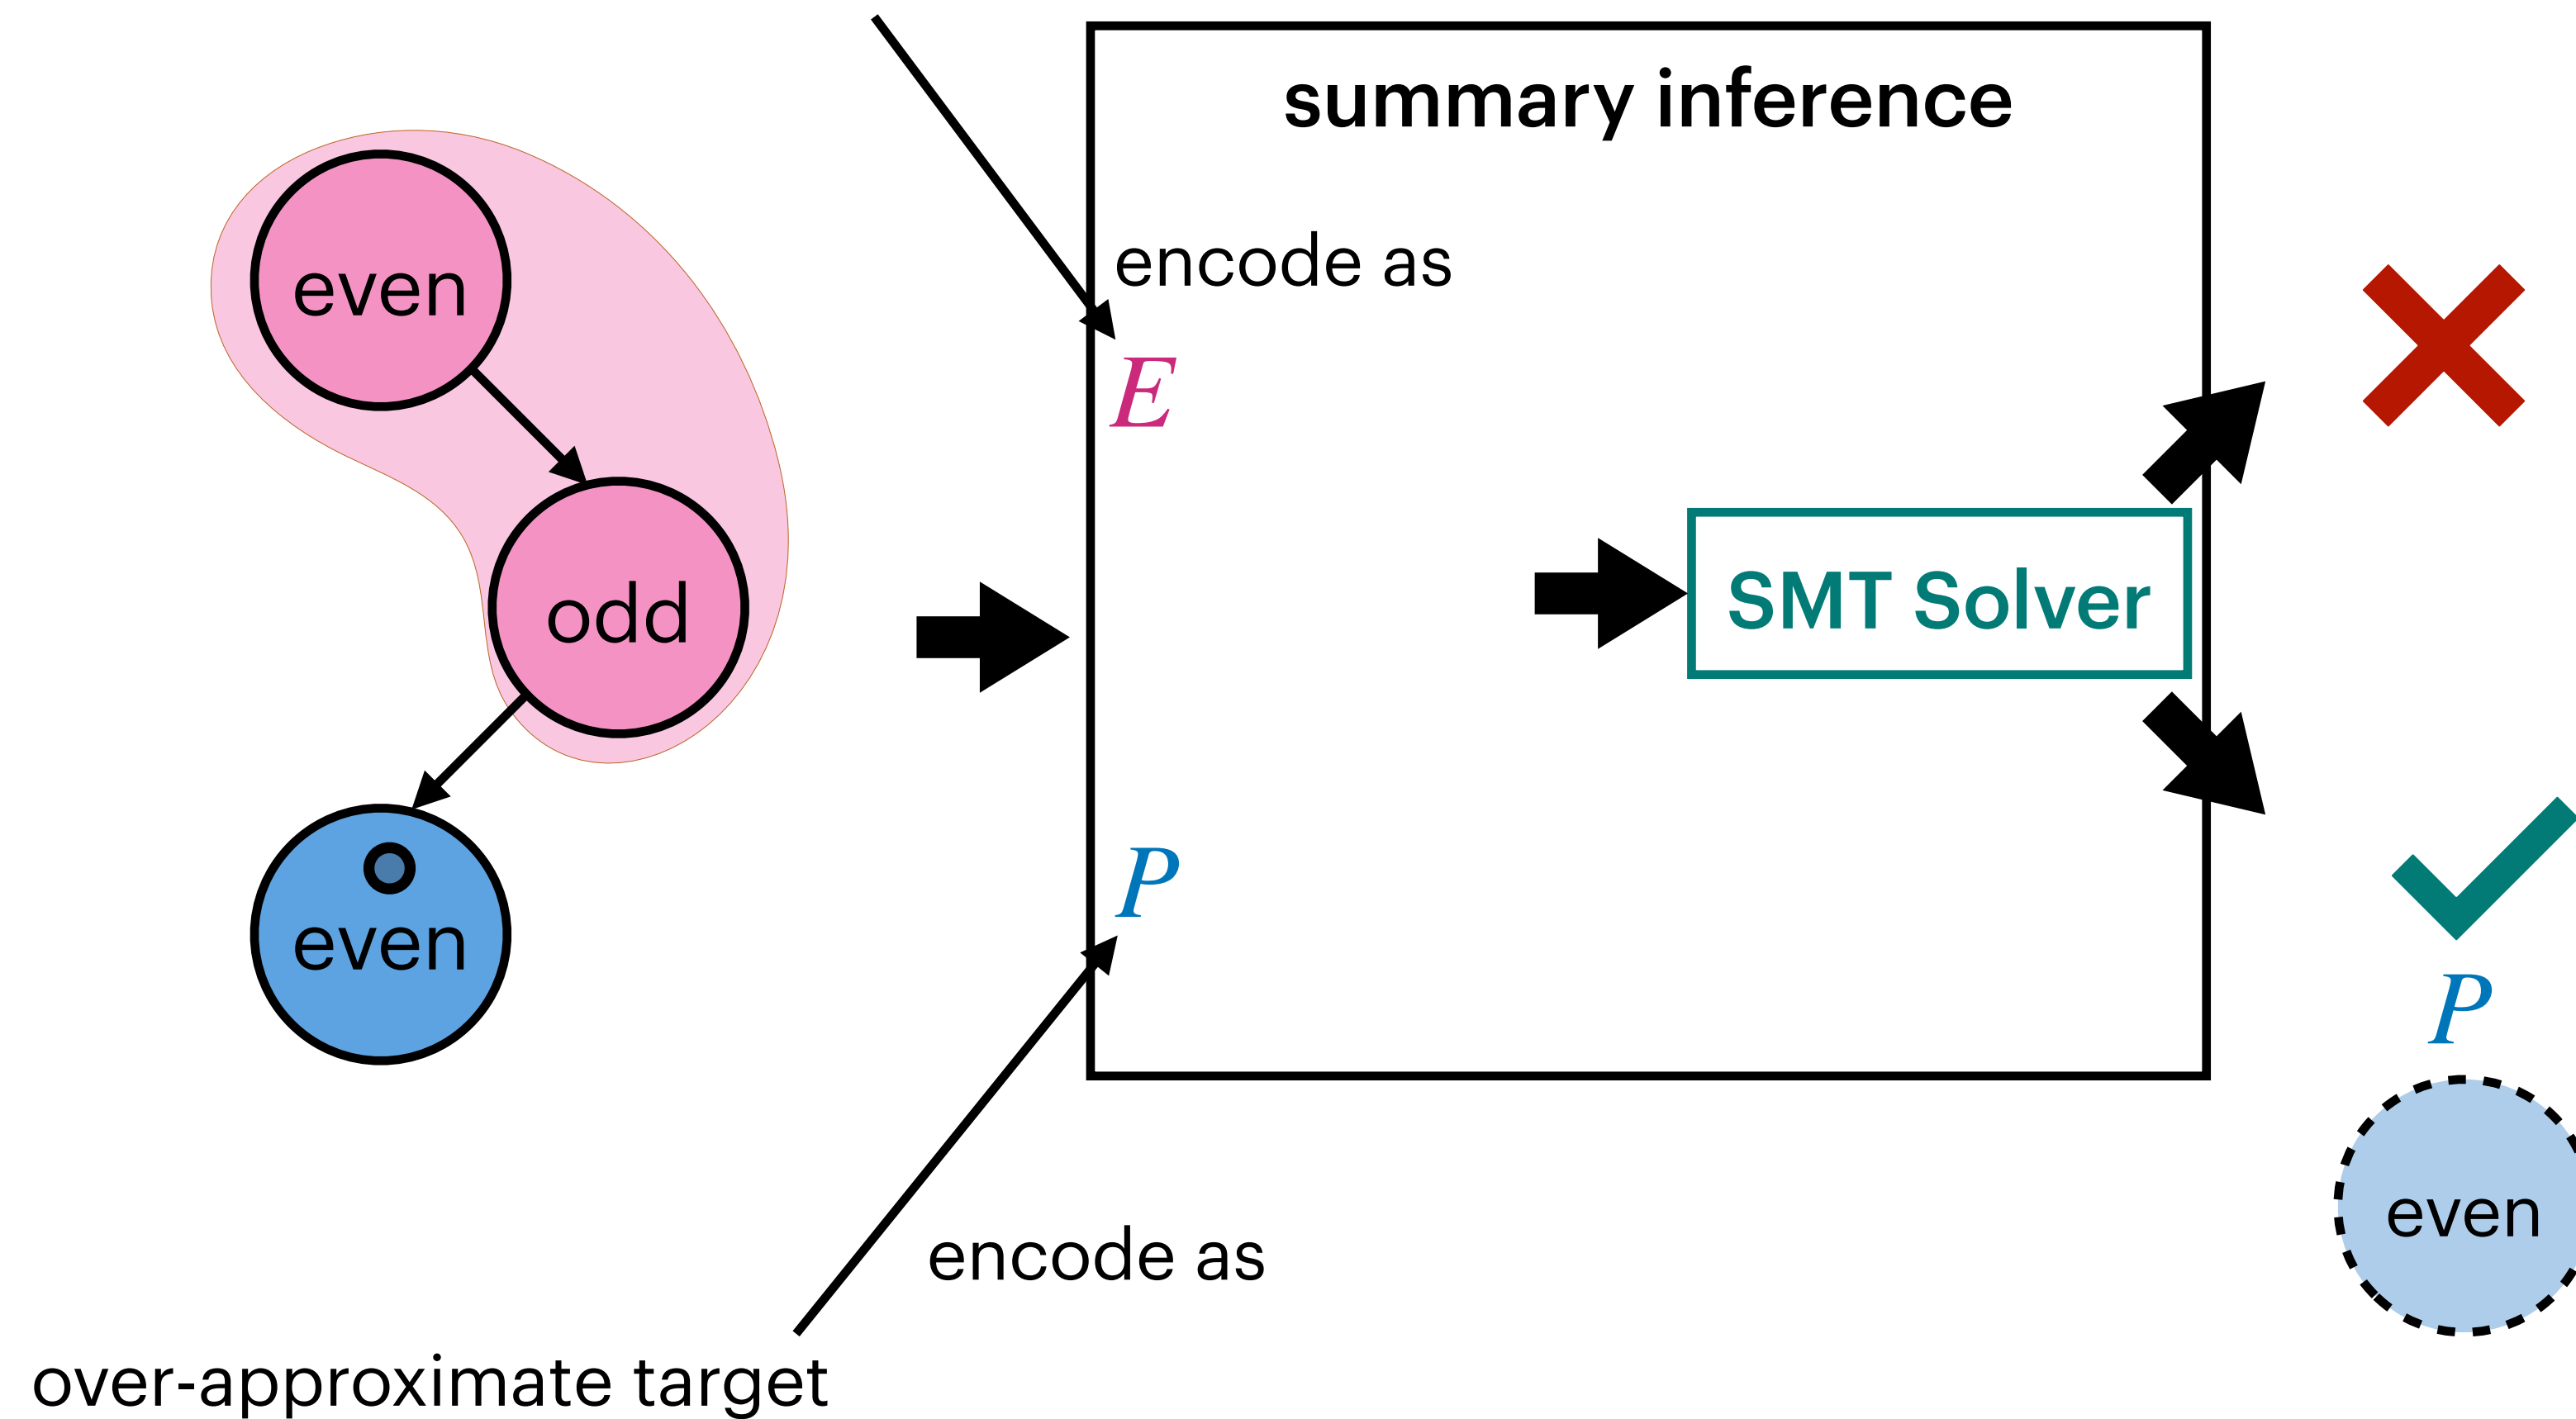 summary inference
encode as
even
E
odd
SMT Solver
P
even
P
even
encode as
over-approximate target